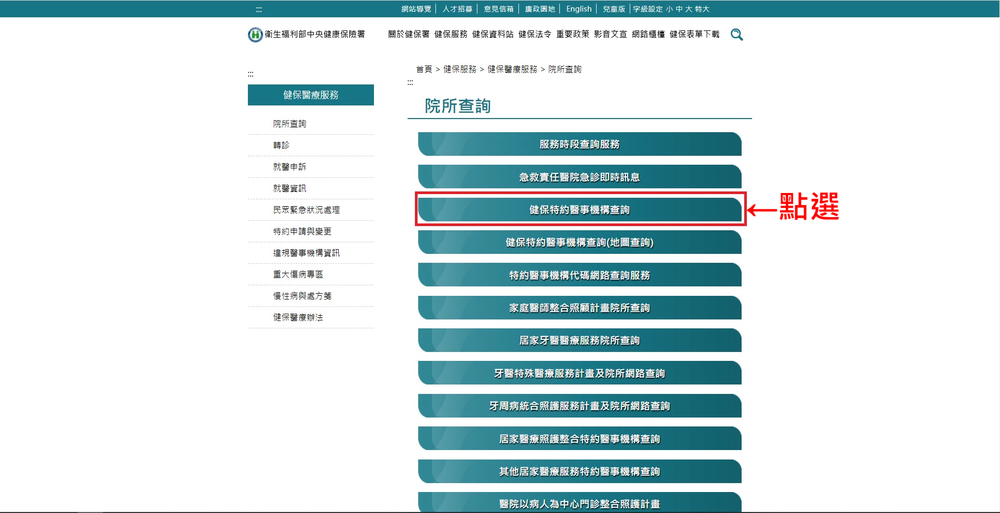 :::
網站導覽 人才招募 意見信箱 廉政園地 English 兒童版 字級設定 小 中 大 特大
衛生福利部中央健康保險署
關於健保署 健保服務 健保資料站 健保法令 重要政策 影音文宣 網路櫃檯 健保表單下載
:::
健保醫療服務
院所查詢
轉診
就醫申訴
就醫資訊
民眾緊急狀況處理
特約申請與變更
違規醫事機構資訊
重大傷病專區
慢性病與處方箋
健保醫療辦法
首頁 > 健保服務 > 健保醫療服務 > 院所查詢
:::
院所查詢
服務時段查詢服務
急救責任醫院急診即時訊息
健保特約醫事機構查詢
←點選
健保特約醫事機構查詢(地圖查詢)
特約醫事機構代碼網路查詢服務
家庭醫師整合照顧計畫院所查詢
居家牙醫醫療服務院所查詢
牙醫特殊醫療服務計畫及院所網路查詢
牙周病統合照護服務計畫及院所網路查詢
居家醫療照護整合特約醫事機構查詢
其他居家醫療服務特約醫事機構查詢
醫院以病人為中心門診整合照護計畫